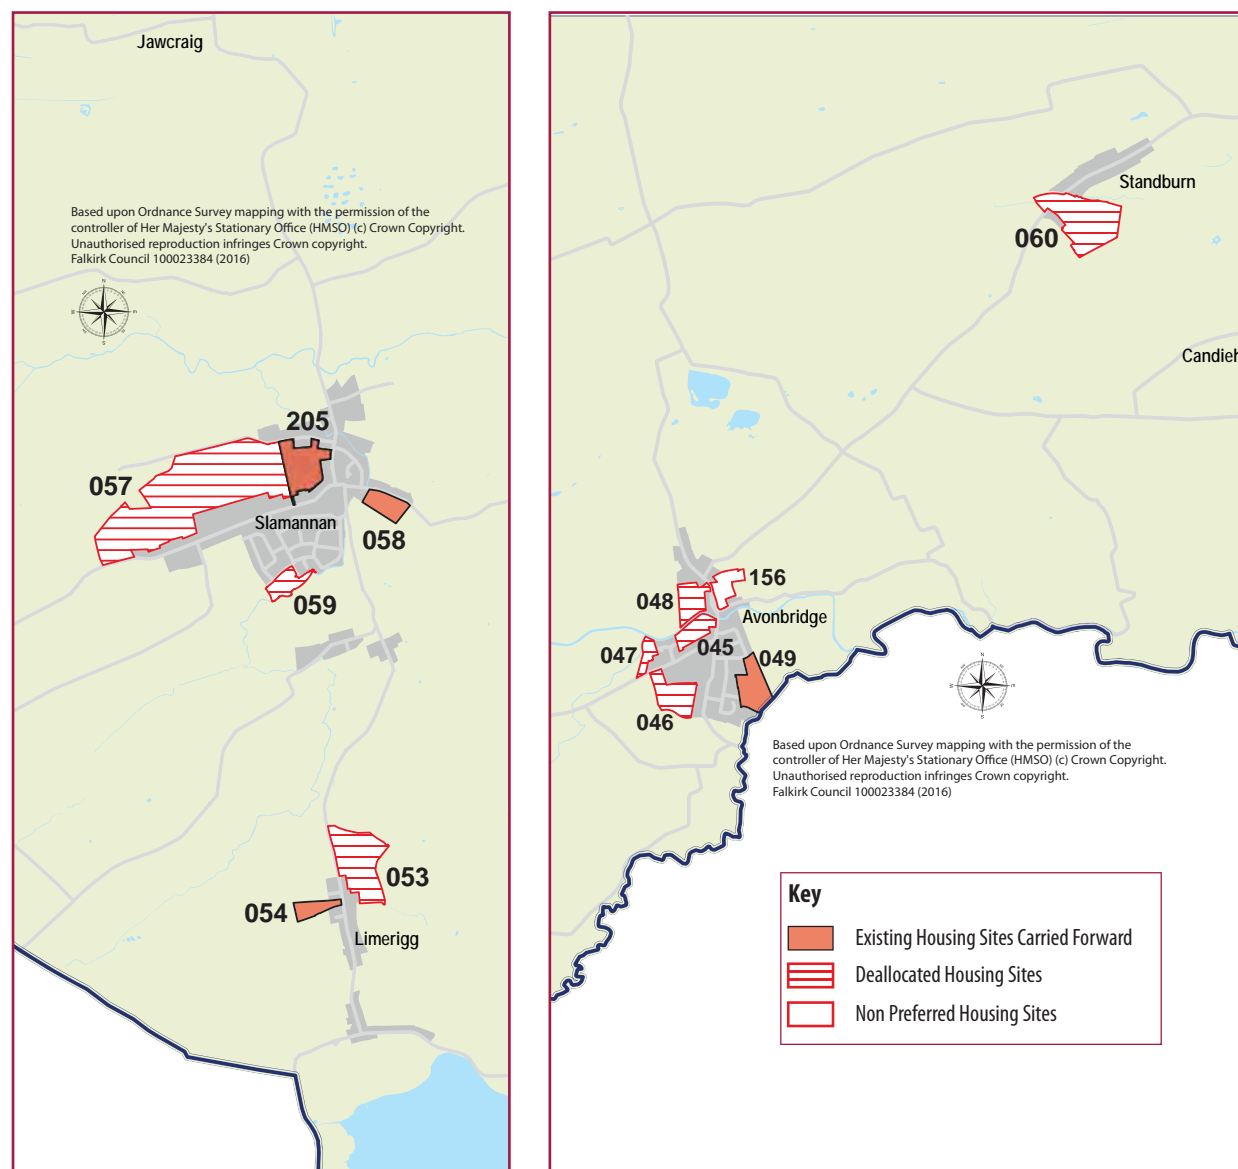 Jawcraig
Based upon Ordnance Survey mapping with the permission of the
controller of Her Majesty's Stationary Office (HMSO) (c) Crown Copyright.
Unauthorised reproduction infringes Crown copyright.
Falkirk Council 100023384 (2016)
N
W
E
S
205
057
Slamannan
058
059
053
054
Limerigg
Standburn
060
Candieh
156
048
Avonbridge
045
047
049
046
N
W
E
S
Based upon Ordnance Survey mapping with the permission of the
controller of Her Majesty's Stationary Office (HMSO) (c) Crown Copyright.
Unauthorised reproduction infringes Crown copyright.
Falkirk Council 100023384 (2016)
Key
Existing Housing Sites Carried Forward
Deallocated Housing Sites
Non Preferred Housing Sites